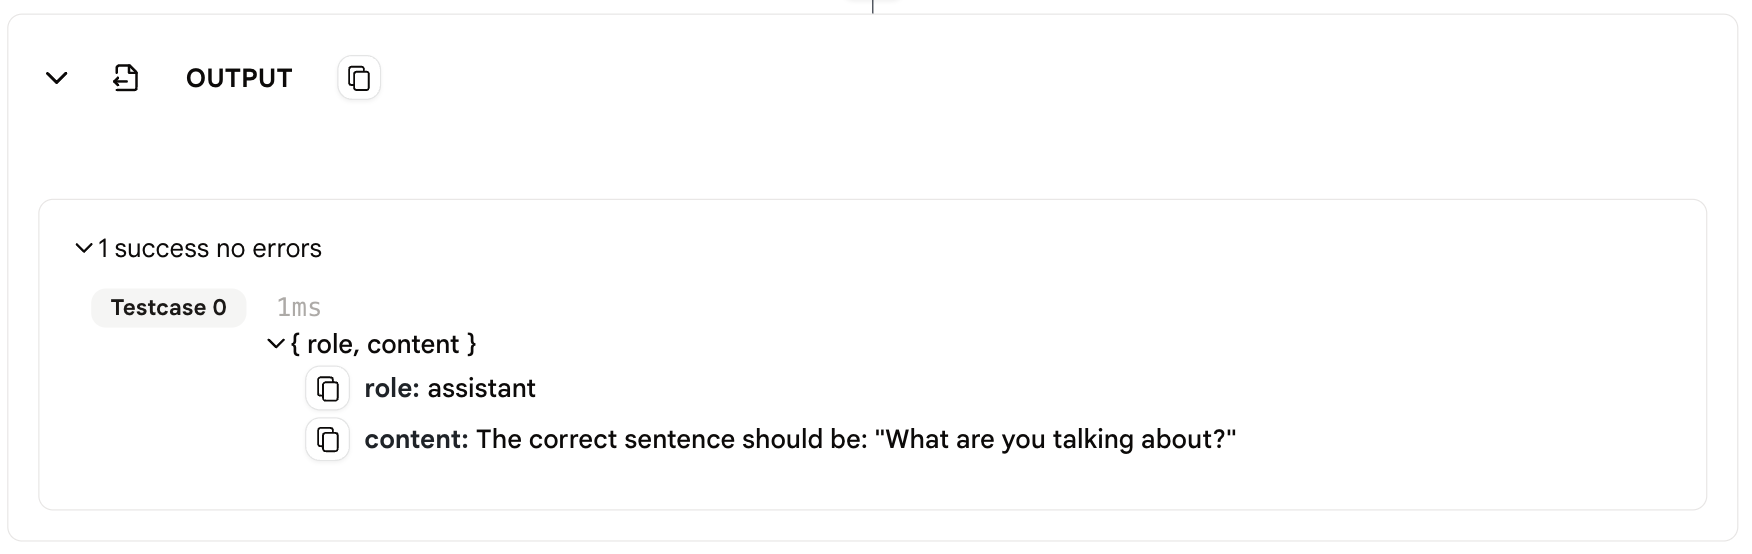 OUTPUT
1 success no errors
Testcase 0 1ms
{ role, content }
role: assistant
content: The correct sentence should be: "What are you talking about?"